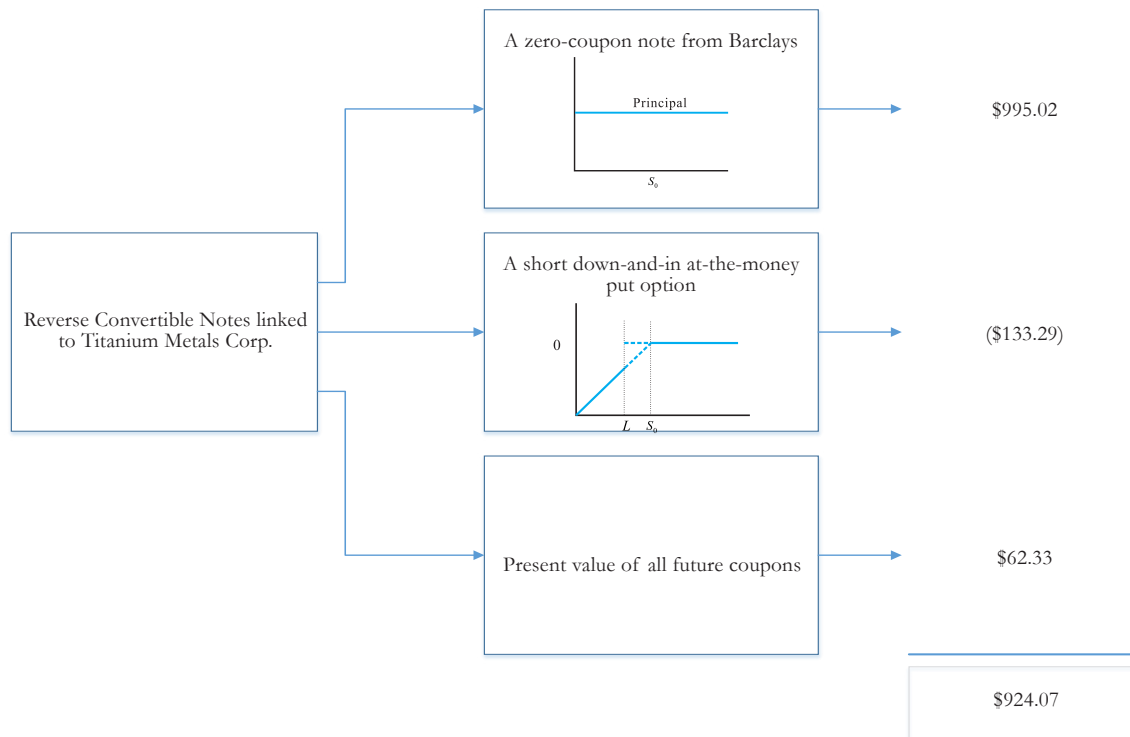 A zero-coupon note from Barclays
Principal
S0
$995.02
Reverse Convertible Notes linked
to Titanium Metals Corp.
A short down-and-in at-the-money
put option
0
L S0
($133.29)
Present value of all future coupons
$62.33
$924.07